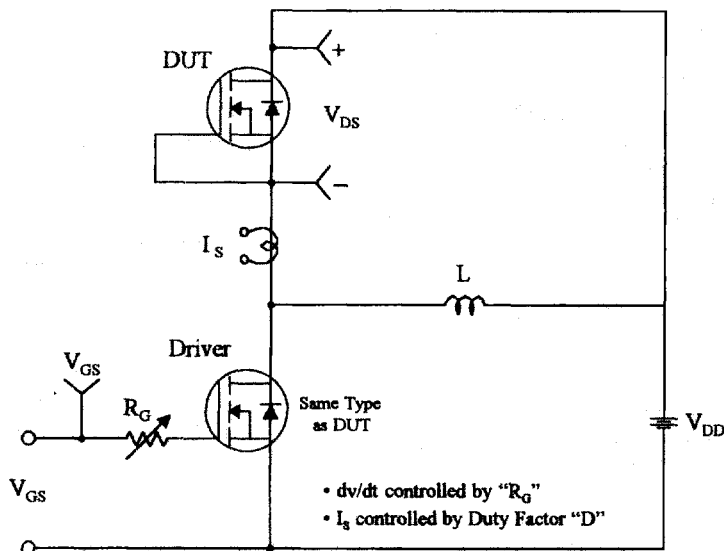 DUT
+
V_DS
−
I_S
L
Driver
V_GS
R_G
Same Type
as DUT
V_DD
V_GS
• dv/dt controlled by “R_G”
• I_S controlled by Duty Factor “D”